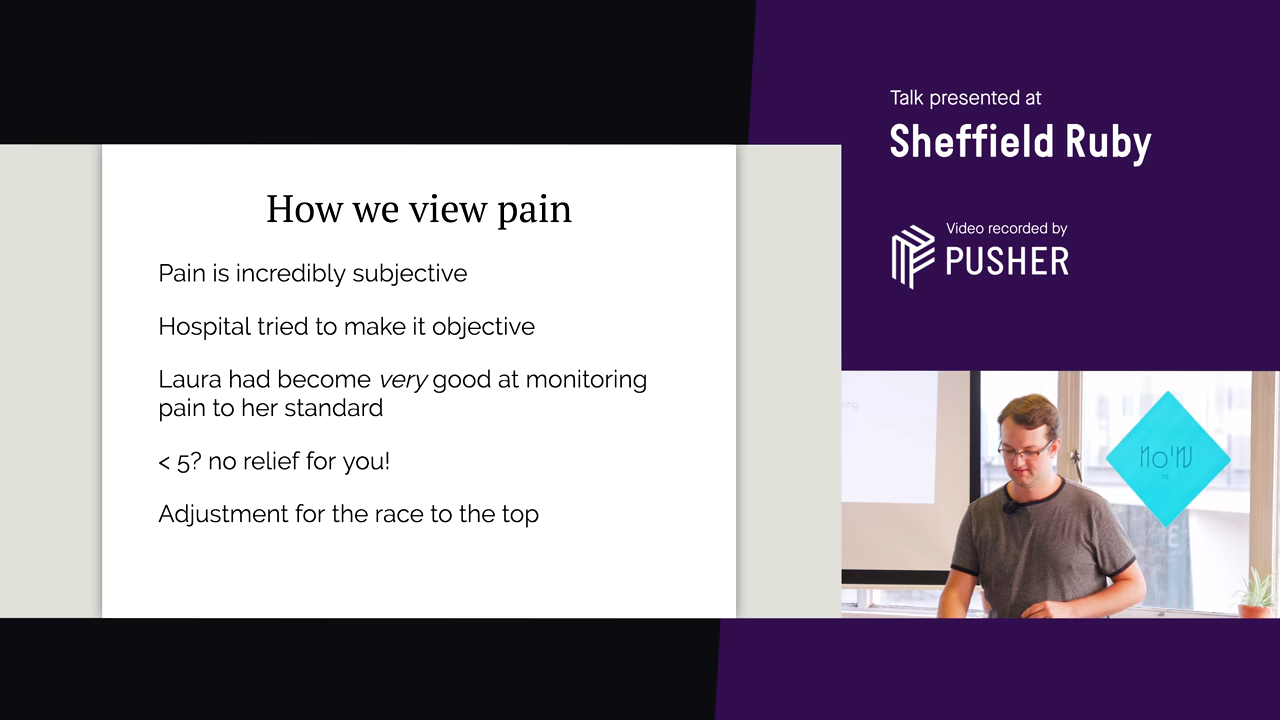 How we view pain
Pain is incredibly subjective
Hospital tried to make it objective
Laura had become very good at monitoring
pain to her standard
< 5? no relief for you!
Adjustment for the race to the top
Talk presented at
Sheffield Ruby
Video recorded by
PUSHER
ring